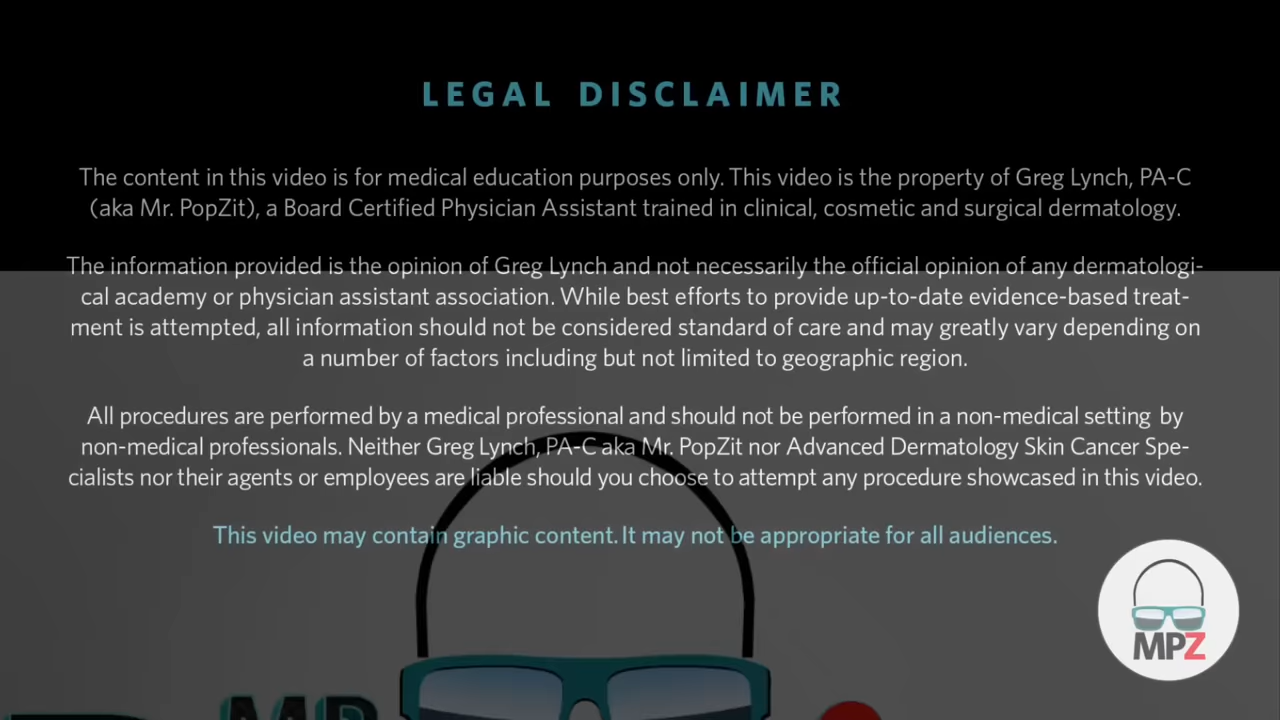 LEGAL DISCLAIMER
The content in this video is for medical education purposes only. This video is the property of Greg Lynch, PA-C
(aka Mr. PopZit), a Board Certified Physician Assistant trained in clinical, cosmetic and surgical dermatology.
The information provided is the opinion of Greg Lynch and not necessarily the official opinion of any dermatologi-
cal academy or physician assistant association. While best efforts to provide up-to-date evidence-based treat-
ment is attempted, all information should not be considered standard of care and may greatly vary depending on
a number of factors including but not limited to geographic region.
All procedures are performed by a medical professional and should not be performed in a non-medical setting by
non-medical professionals. Neither Greg Lynch, PA-C aka Mr. PopZit nor Advanced Dermatology Skin Cancer Spe-
cialists nor their agents or employees are liable should you choose to attempt any procedure showcased in this video.
This video may contain graphic content. It may not be appropriate for all audiences.
MPZ